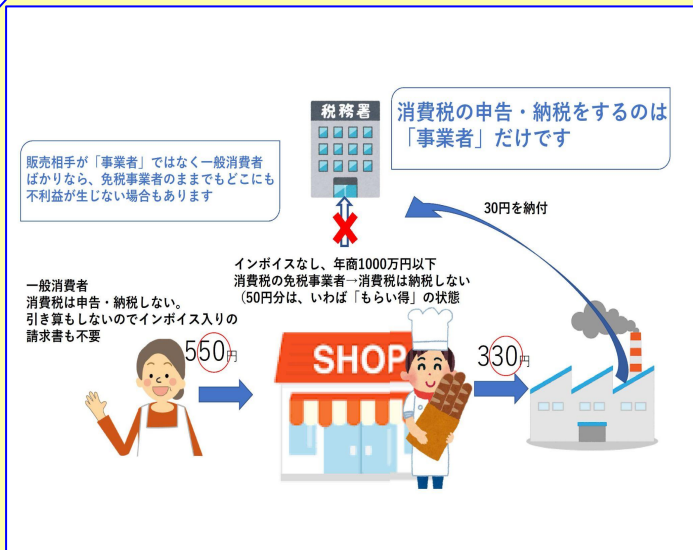 税務署
消費税の申告・納税をするのは
「事業者」だけです
販売相手が「事業者」ではなく一般消費者
ばかりなら、免税事業者のままでもどこにも
不利益が生じない場合もあります
30円を納付
インボイスなし、年商1000万円以下
消費税の免税事業者→消費税は納税しない
（50円分は、いわば「もらい得」の状態
一般消費者
消費税は申告・納税しない。
引き算もしないのでインボイス入りの
請求書も不要
550円
SHOP
330円